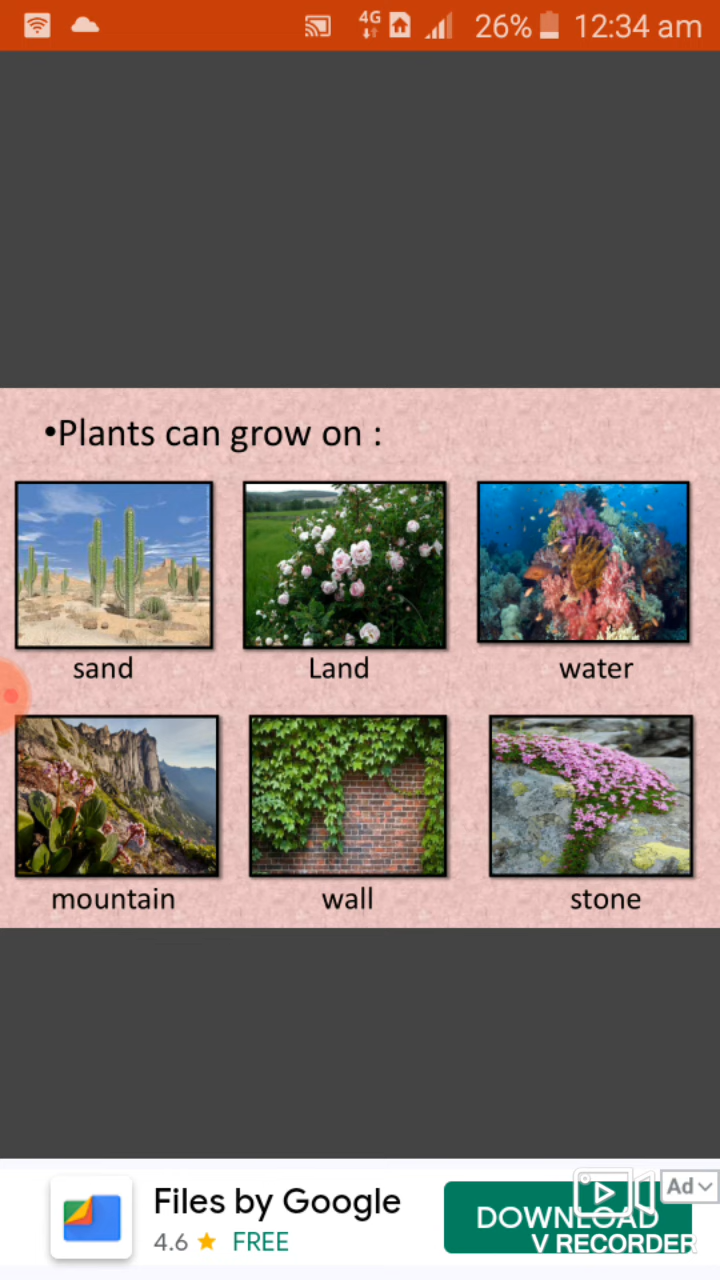 4G 26% 12:34 am
•Plants can grow on :
sand Land water
mountain wall stone
Files by Google
4.6 ★ FREE
DOWNLOAD
Ad
V RECORDER